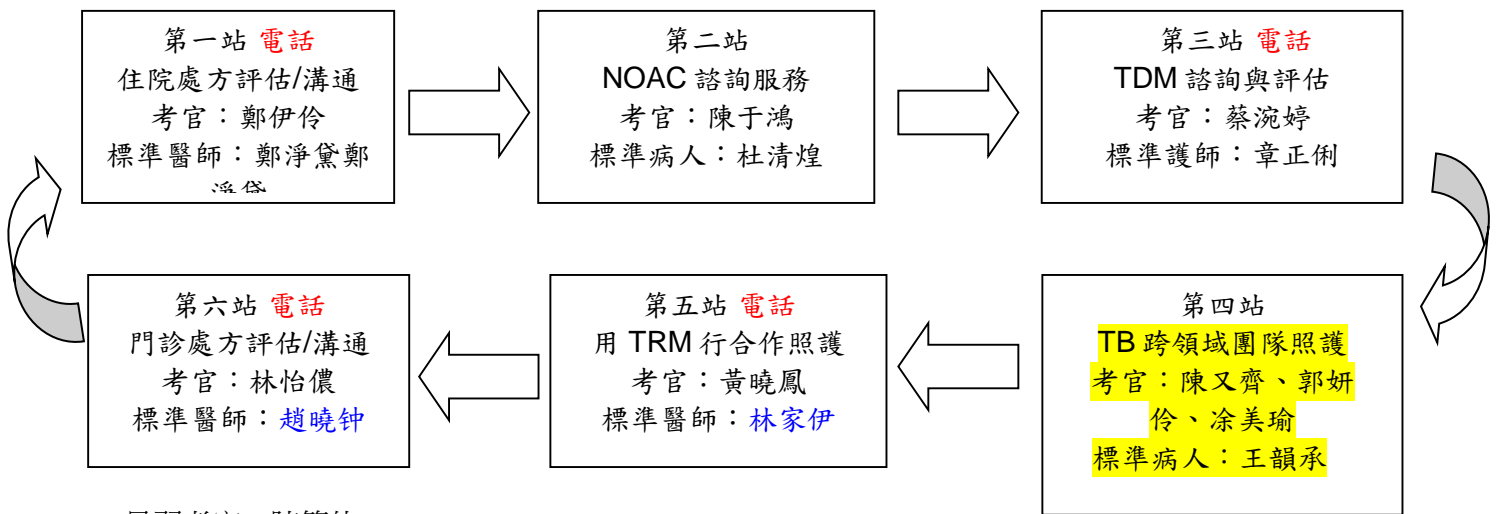 第一站 電話
住院處方評估/溝通
考官：鄭伊伶
標準醫師：鄭淨黛鄭
第二站
NOAC 諮詢服務
考官：陳于鴻
標準病人：杜清煌
第三站 電話
TDM 諮詢與評估
考官：蔡涴婷
標準護師：章正俐
第四站
TB 跨領域團隊照護
考官：陳又齊、郭妍
伶、凃美瑜
標準病人：王韻承
第五站 電話
用 TRM 行合作照護
考官：黃曉鳳
標準醫師：林家伊
第六站 電話
門診處方評估/溝通
考官：林怡儂
標準醫師：趙曉钟